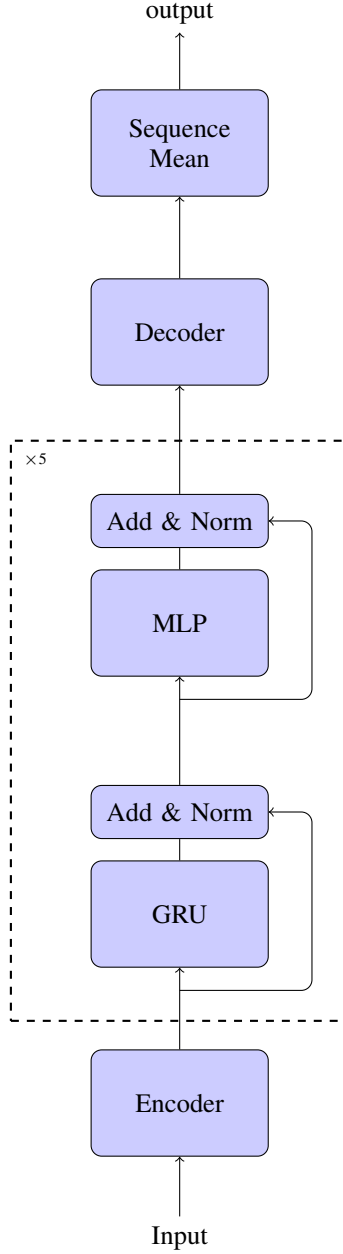 output
Sequence
Mean
Decoder
×5
Add & Norm
MLP
Add & Norm
GRU
Encoder
Input